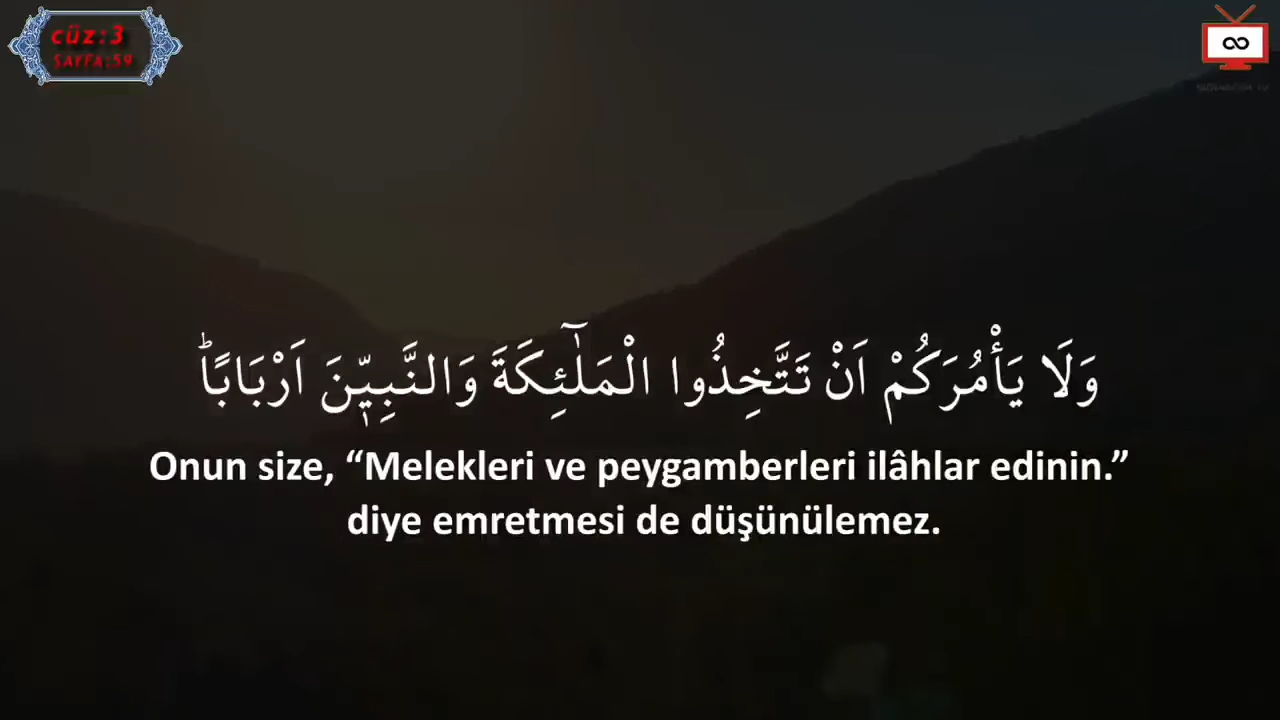 cüz:3
SAYFA:59
وَلَا يَأْمُرَكُمْ اَنْ تَتَّخِذُوا الْمَلٰٓئِكَةَ وَالنَّبِيّ۪نَ اَرْبَابًاؕ
Onun size, “Melekleri ve peygamberleri ilâhlar edinin.”
diye emretmesi de düşünülemez.